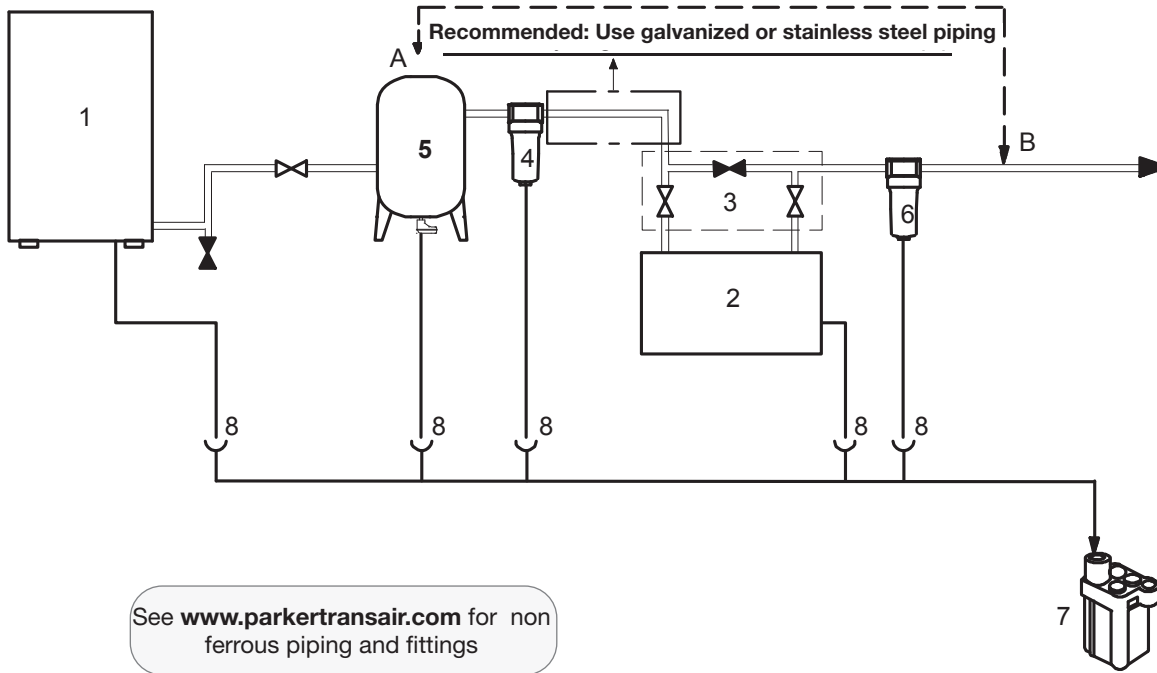 Recommended: Use galvanized or stainless steel piping
A
1
5
4
B
3
6
2
8
8
8
8
8
7
See www.parkertransair.com for non
ferrous piping and fittings